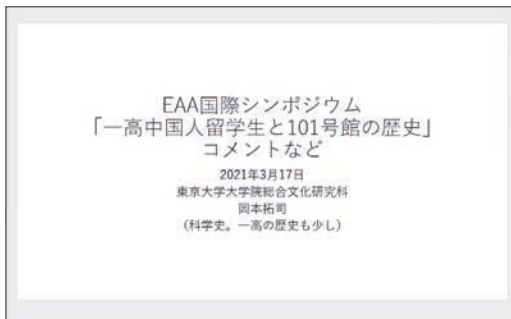 EAA国際シンポジウム
「一高中国人留学生と101号館の歴史」
コメントなど
2021年3月17日
東京大学大学院総合文化研究科
岡本拓司
(科学史。一高の歴史も少し)